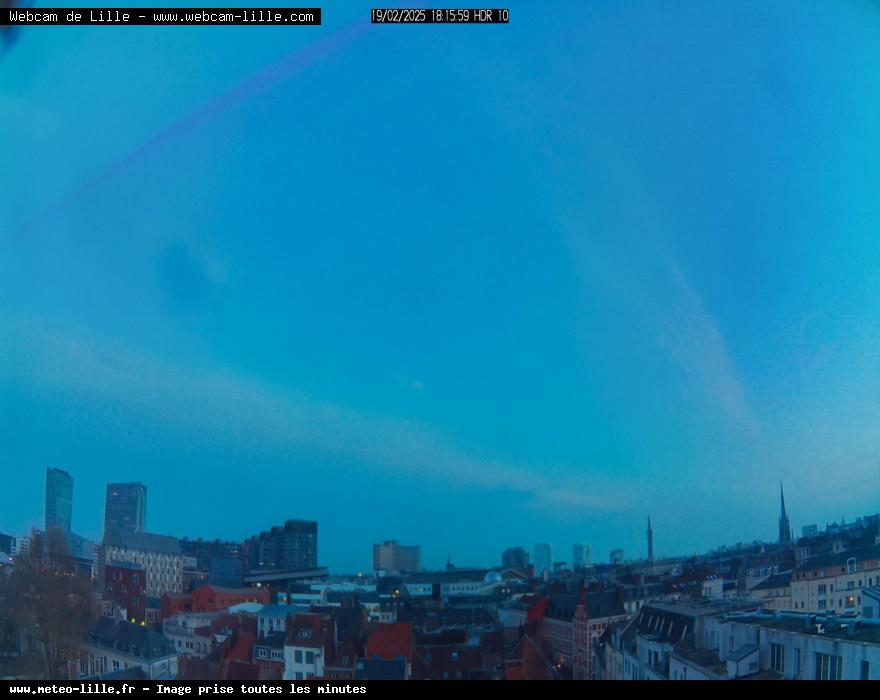 Webcam de Lille - www.webcam-lille.com
19/02/2025 18:15:59 HDR 10
www.meteo-lille.fr - Image prise toutes les minutes